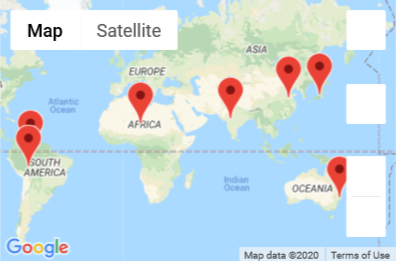 Map Satellite
ASIA
EUROPE
Atlantic
Ocean
AFRICA
SOUTH
AMERICA
Indian
Ocean
OCEANIA
Google
Map data ©2020 Terms of Use